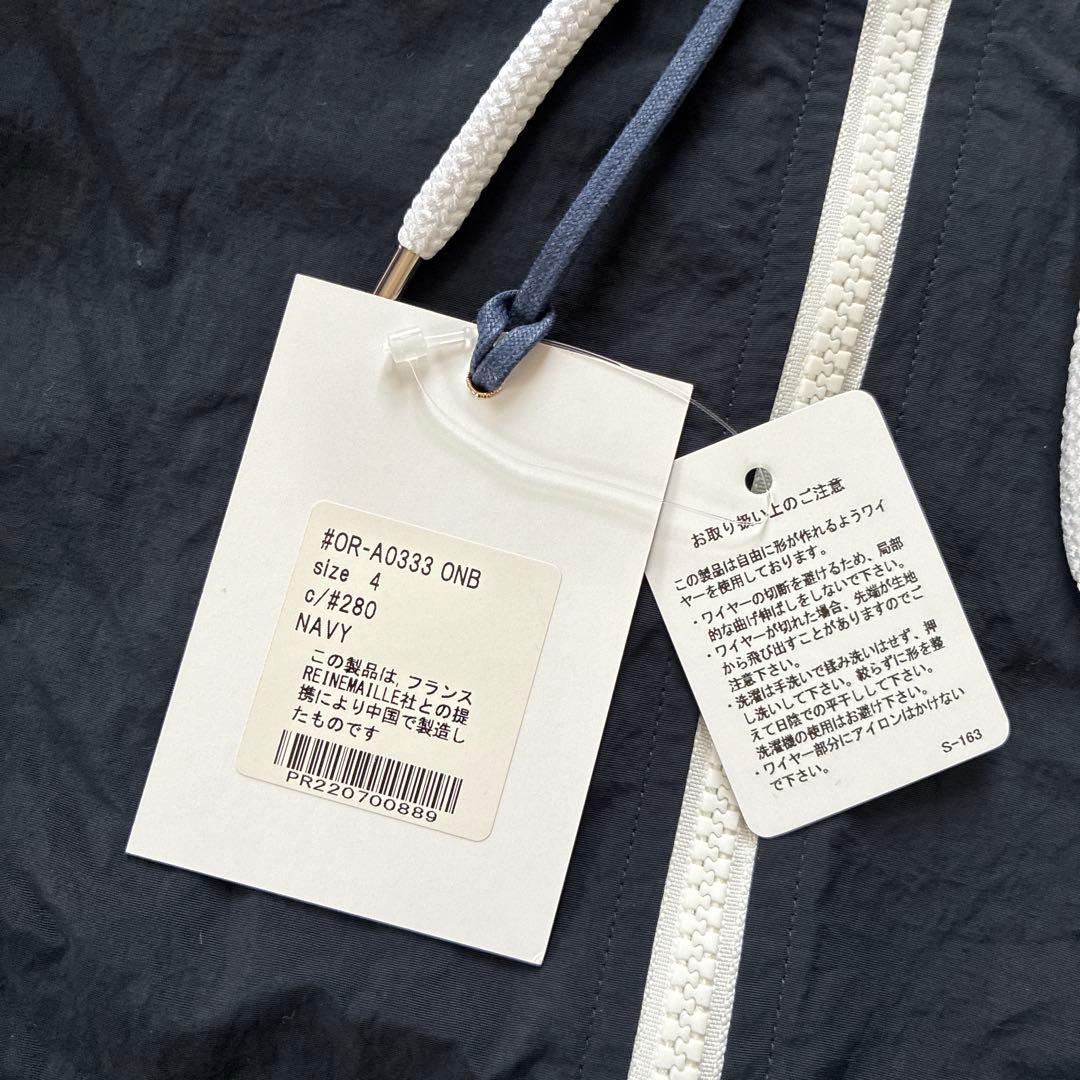 #OR-A0333 ONB
size 4
c/#280
NAVY
この製品は,フランス
REINEMAILLE社との提
携により中国で製造し
たものです
PR220700889
お取り扱い上のご注意
この製品は自由に形が作れるようワイ
ヤーを使用しております。
・ワイヤーの切断を避けるため、局部
的な曲げ伸ばしをしないで下さい。
・ワイヤーが切れた場合、先端が生地
から飛び出すことがありますのでご
注意下さい。
・洗濯は手洗いで揉み洗いはせず、押
し洗いして下さい。絞らずに形を整
えて日陰での平干しして下さい。
洗濯機の使用はお避け下さい。
・ワイヤー部分にアイロンはかけない
で下さい。
S-163